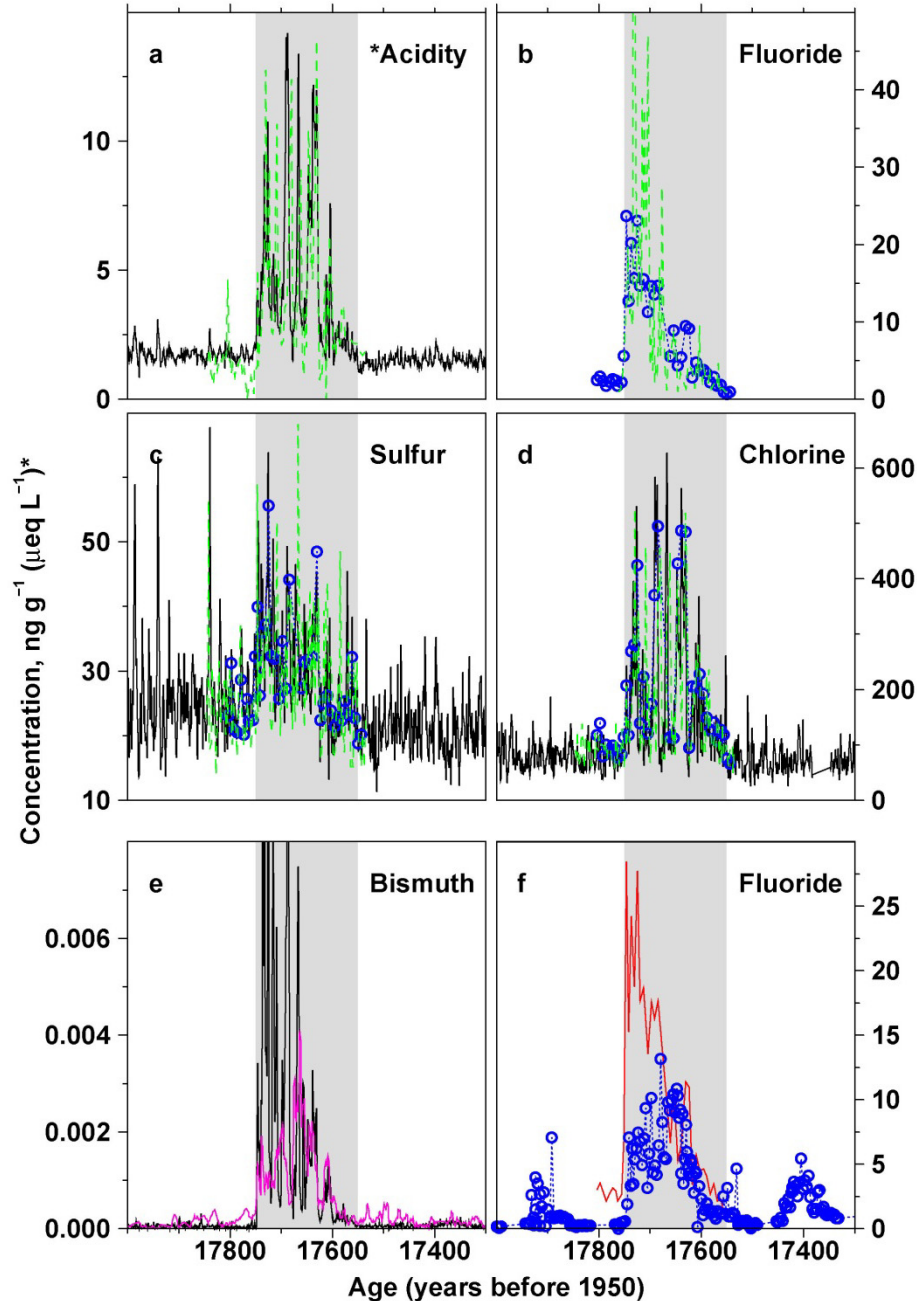 a *Acidity
b Fluoride
10
5
0
40
30
20
10
0
c Sulfur
d Chlorine
50
30
10
600
400
200
0
Concentration, ng g⁻¹ (µeq L⁻¹)*
e Bismuth
f Fluoride
0.006
0.004
0.002
0.000
25
20
15
10
5
0
17800 17600 17400 17800 17600 17400
Age (years before 1950)